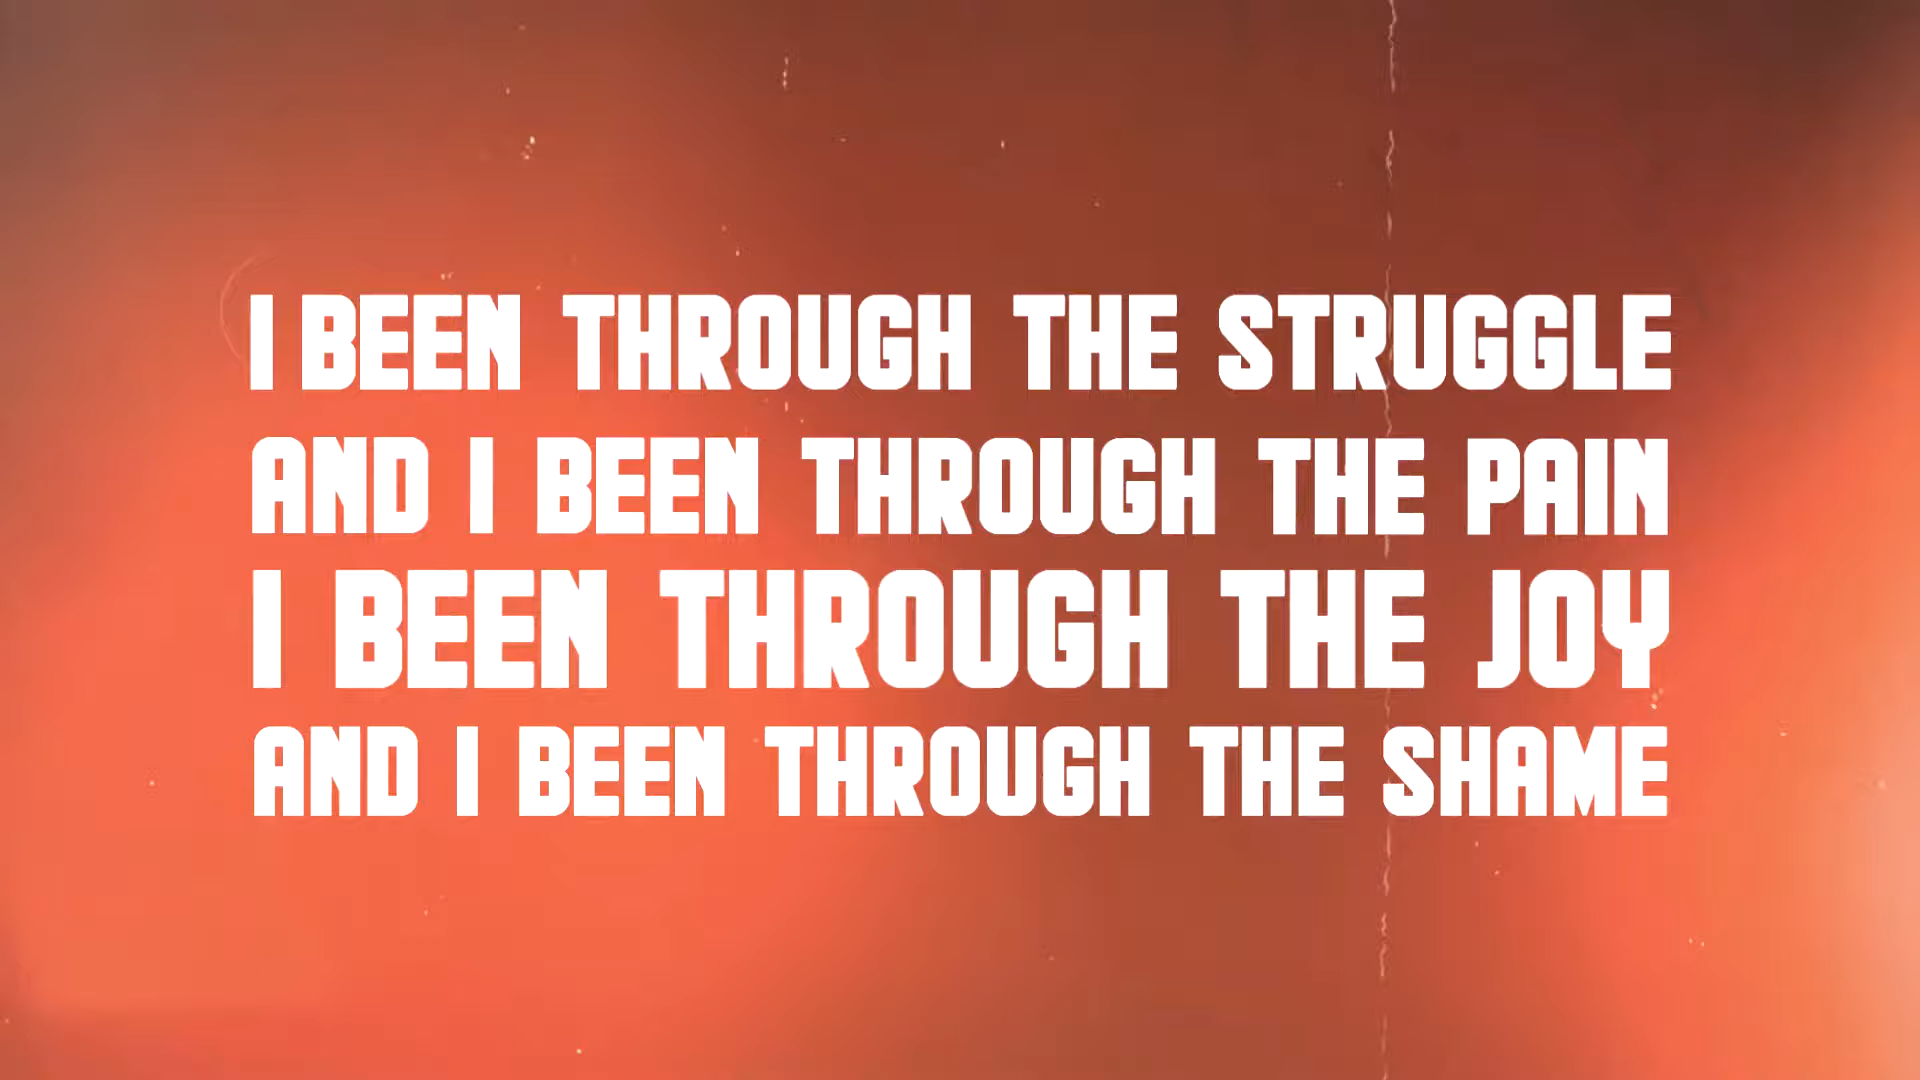 I BEEN THROUGH THE STRUGGLE
AND I BEEN THROUGH THE PAIN
I BEEN THROUGH THE JOY
AND I BEEN THROUGH THE SHAME